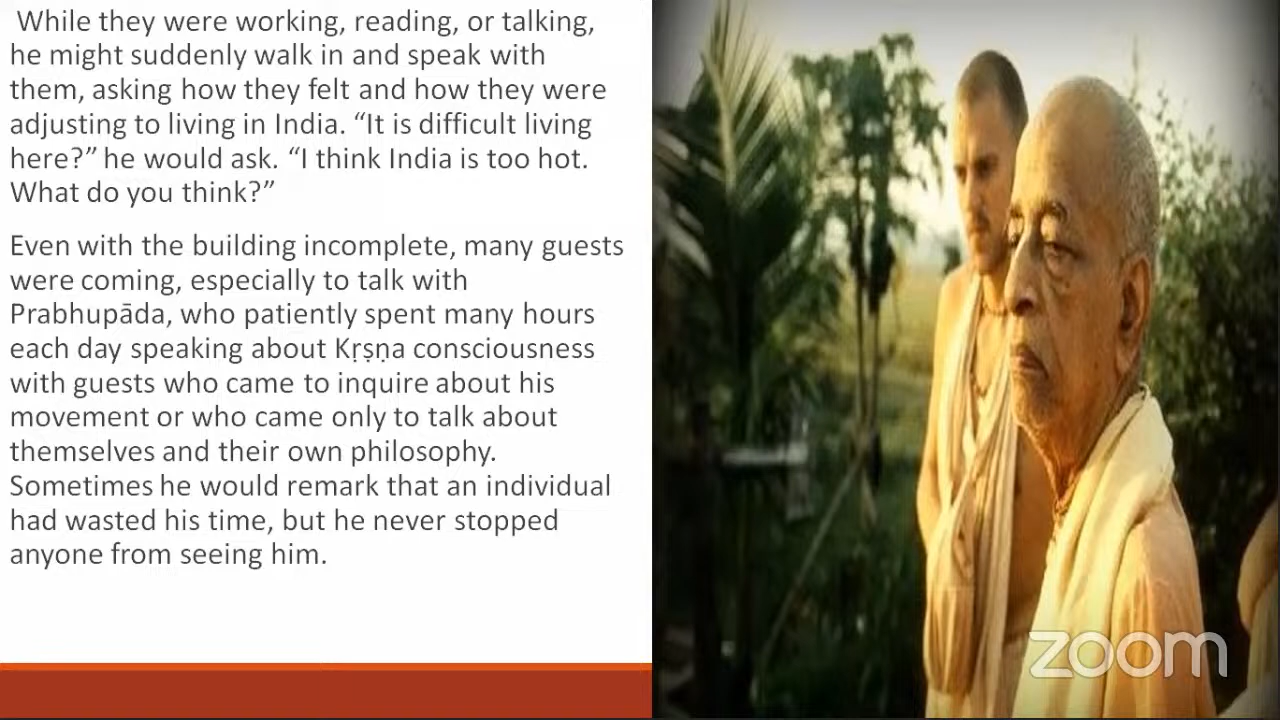 While they were working, reading, or talking,
he might suddenly walk in and speak with
them, asking how they felt and how they were
adjusting to living in India. “It is difficult living
here?” he would ask. “I think India is too hot.
What do you think?”
Even with the building incomplete, many guests
were coming, especially to talk with
Prabhupāda, who patiently spent many hours
each day speaking about Kṛṣṇa consciousness
with guests who came to inquire about his
movement or who came only to talk about
themselves and their own philosophy.
Sometimes he would remark that an individual
had wasted his time, but he never stopped
anyone from seeing him.
zoom